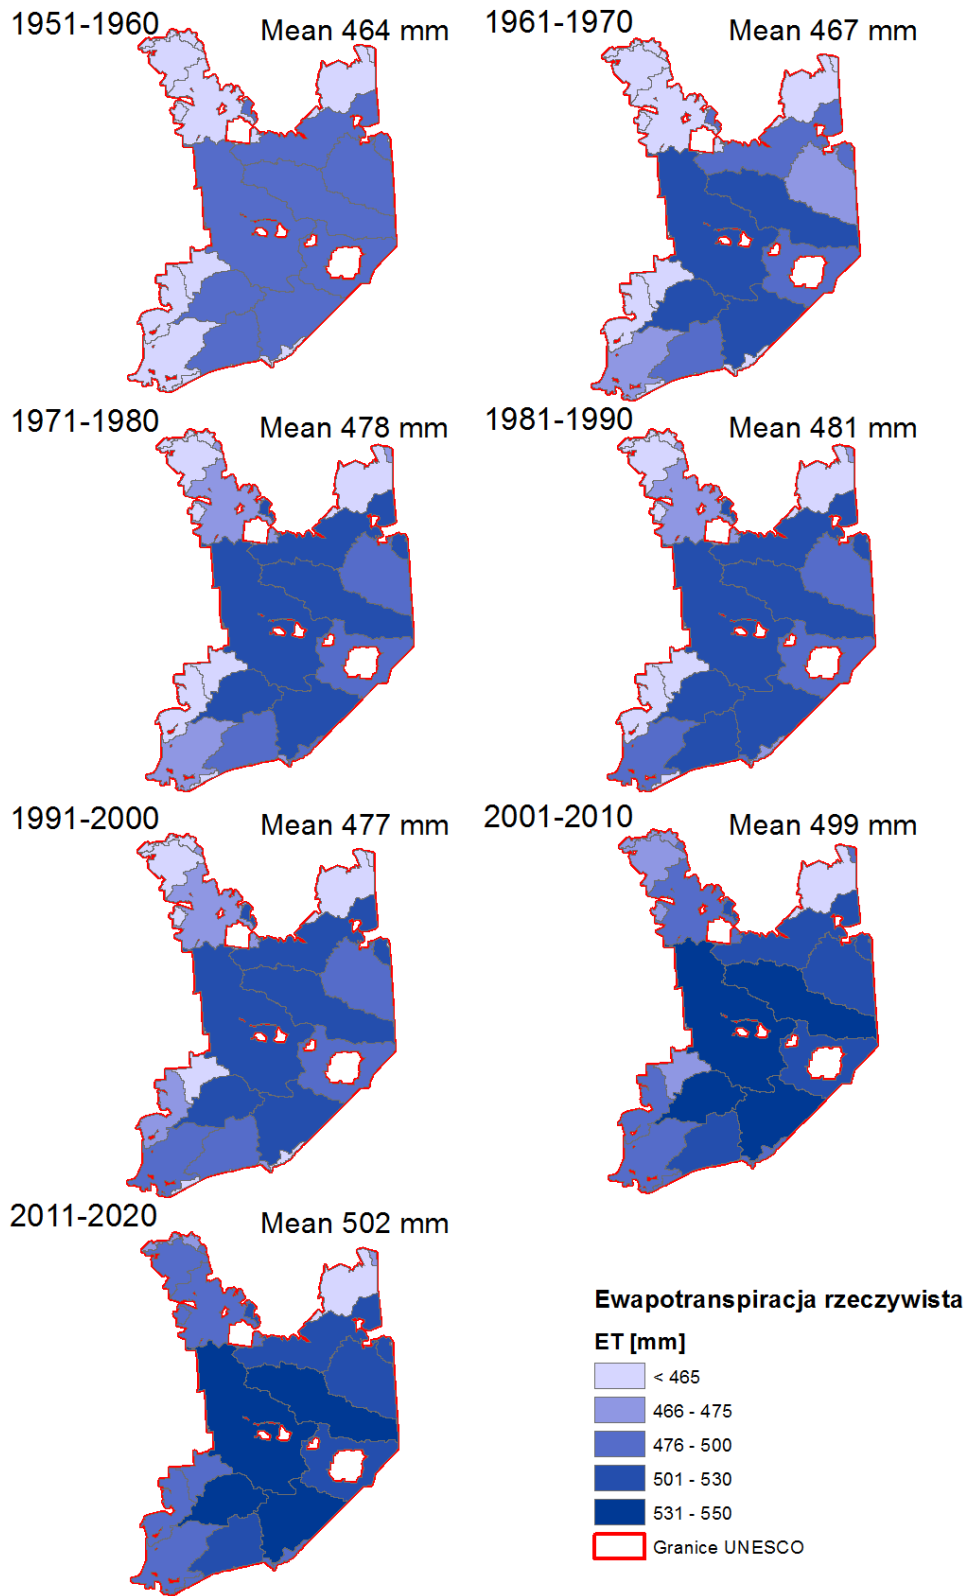 1951-1960
Mean 464 mm
1961-1970
Mean 467 mm
1971-1980
Mean 478 mm
1981-1990
Mean 481 mm
1991-2000
Mean 477 mm
2001-2010
Mean 499 mm
2011-2020
Mean 502 mm
Ewapotranspiracja rzeczywista
ET [mm]
< 465
466 - 475
476 - 500
501 - 530
531 - 550
Granice UNESCO